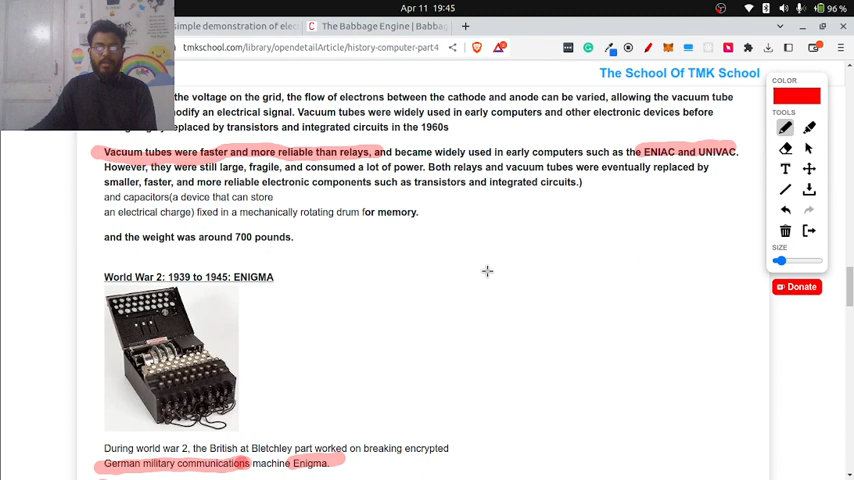 Apr 11 19:45
96 %
simple demonstration of elec
The Babbage Engine | Babbag
tmkschool.com/library/opendetailArticle/history-computer-part4
The School Of TMK School
the voltage on the grid, the flow of electrons between the cathode and anode can be varied, allowing the vacuum tube
modify an electrical signal. Vacuum tubes were widely used in early computers and other electronic devices before
replaced by transistors and integrated circuits in the 1960s
Vacuum tubes were faster and more reliable than relays, and became widely used in early computers such as the ENIAC and UNIVAC.
However, they were still large, fragile, and consumed a lot of power. Both relays and vacuum tubes were eventually replaced by
smaller, faster, and more reliable electronic components such as transistors and integrated circuits.)
and capacitors(a device that can store
an electrical charge) fixed in a mechanically rotating drum for memory.
and the weight was around 700 pounds.
World War 2: 1939 to 1945: ENIGMA
During world war 2, the British at Bletchley part worked on breaking encrypted
German military communications machine Enigma.
COLOR
TOOLS
SIZE
Donate